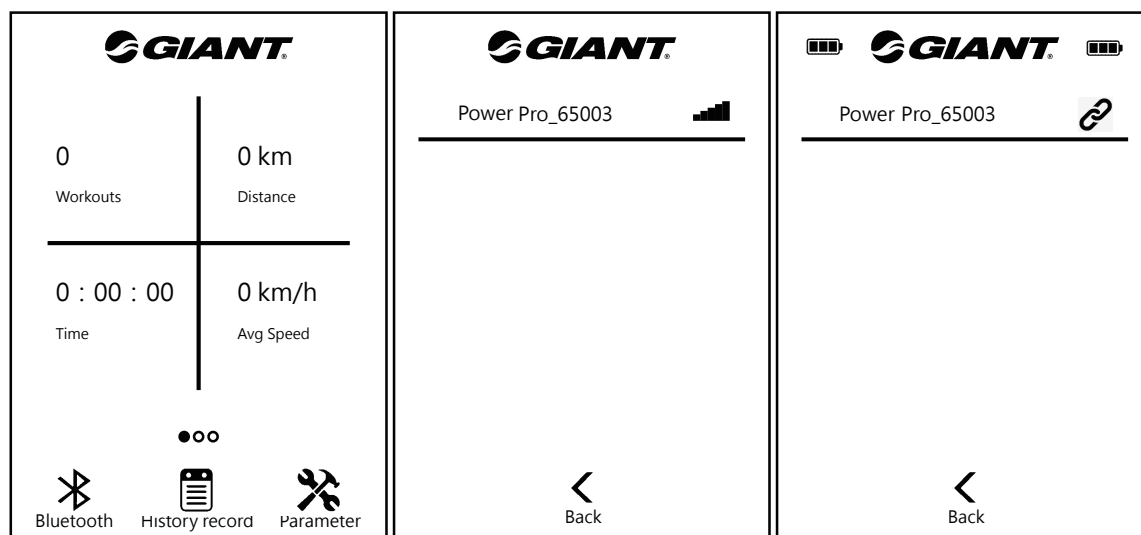 GIANT®
0
Workouts
0 km
Distance
0 : 00 : 00
Time
0 km/h
Avg Speed
Bluetooth
History record
Parameter
GIANT®
Power Pro_65003
Back
GIANT®
Power Pro_65003
Back